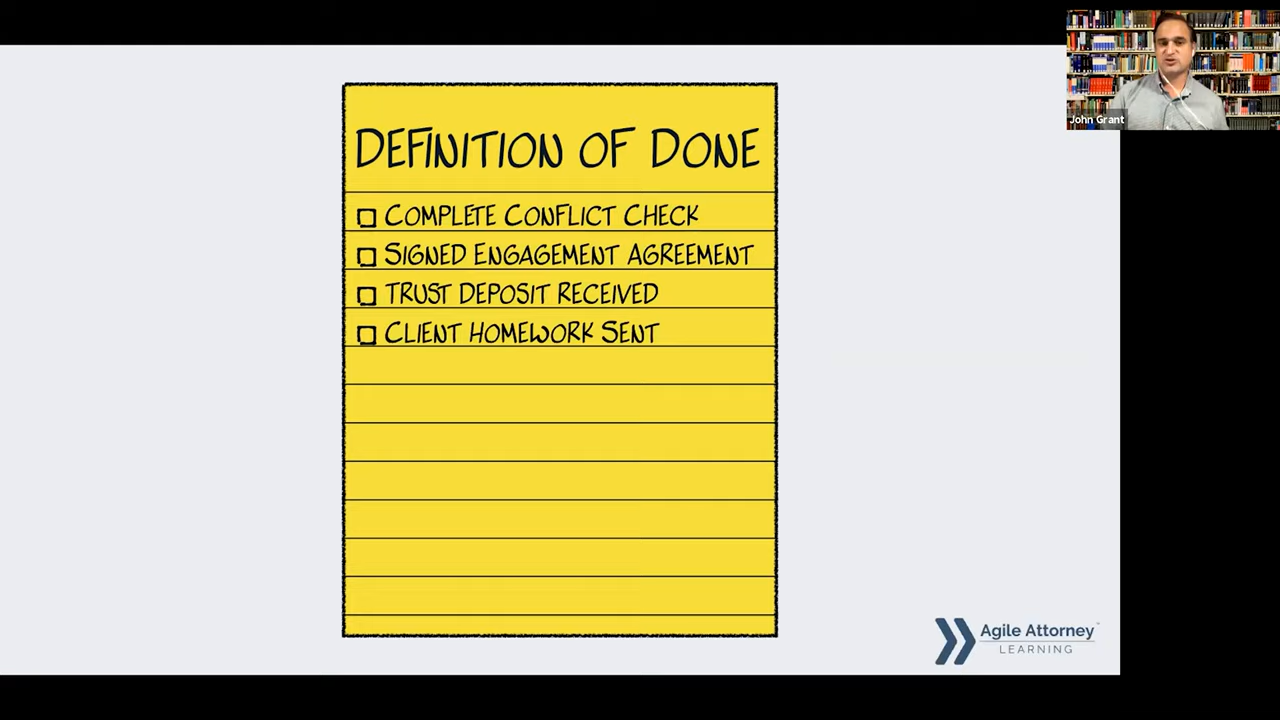 John Grant
DEFINITION OF DONE
COMPLETE CONFLICT CHECK
SIGNED ENGAGEMENT AGREEMENT
TRUST DEPOSIT RECEIVED
CLIENT HOMEWORK SENT
Agile Attorney™
LEARNING